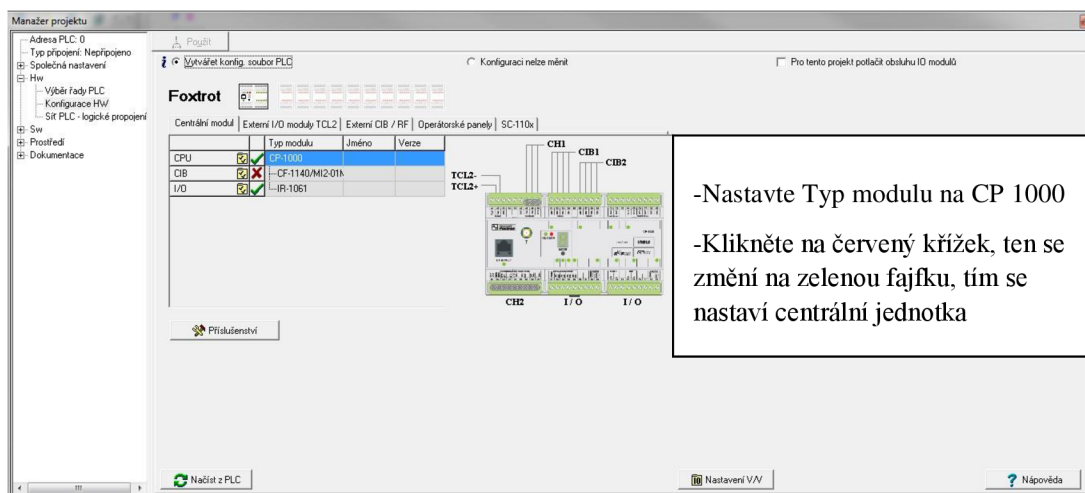 Manažer projektu
Adresa PLC: 0
Typ připojení: Nepřipojeno
Společná nastavení
Hw
Výběr řady PLC
Konfigurace HW
Síť PLC - logické propojení
Sw
Prostředí
Dokumentace
Použít
Vytvářet konfig. soubor PLC
Konfiguraci nelze měnit
Pro tento projekt potlačit obsluhu IO modulů
Foxtrot
Centrální modul Externí I/O moduly TCL2 Externí CIB / RF Operátorské panely SC-110x
Typ modulu Jméno Verze
CPU CP-1000
CIB CF-1140/MI2-01M
I/O IR-1061
CH1
CIB1
CIB2
TCL2-
TCL2+
CH2 I/O I/O
-Nastavte Typ modulu na CP 1000
-Klikněte na červený křížek, ten se
změní na zelenou fajfku, tím se
nastaví centrální jednotka
Příslušenství
Načíst z PLC
Nastavení V/V
Nápověda